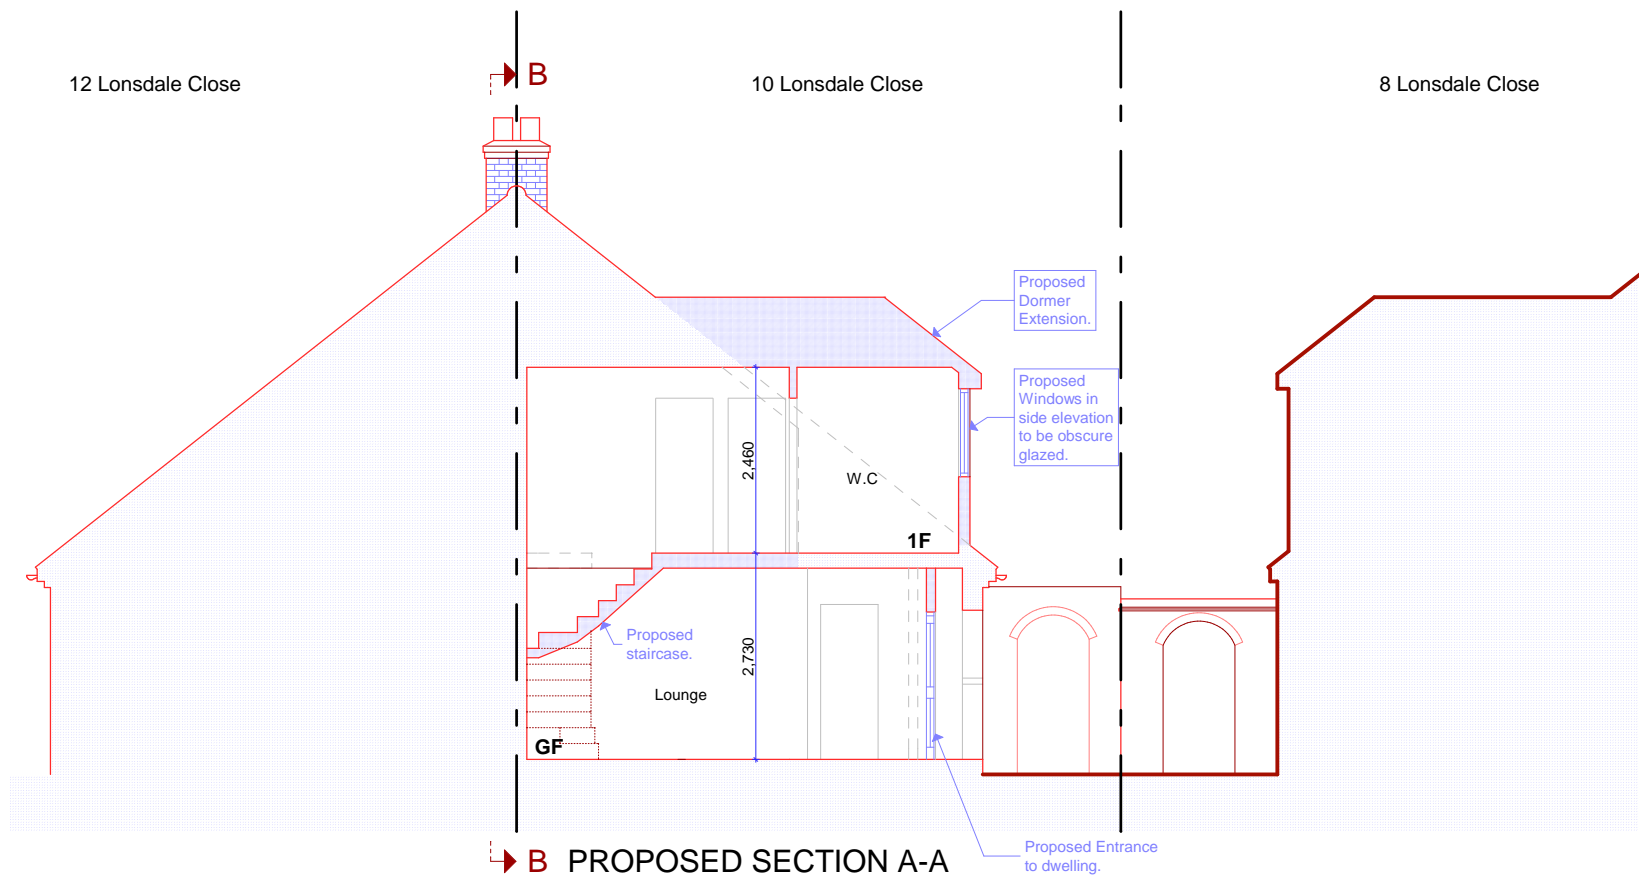 12 Lonsdale Close
B
10 Lonsdale Close
8 Lonsdale Close
Proposed
Dormer
Extension.
Proposed
Windows in
side elevation
to be obscure
glazed.
2,460
W.C
1F
Proposed
staircase.
2,730
Lounge
GF
Proposed Entrance
to dwelling.
B PROPOSED SECTION A-A